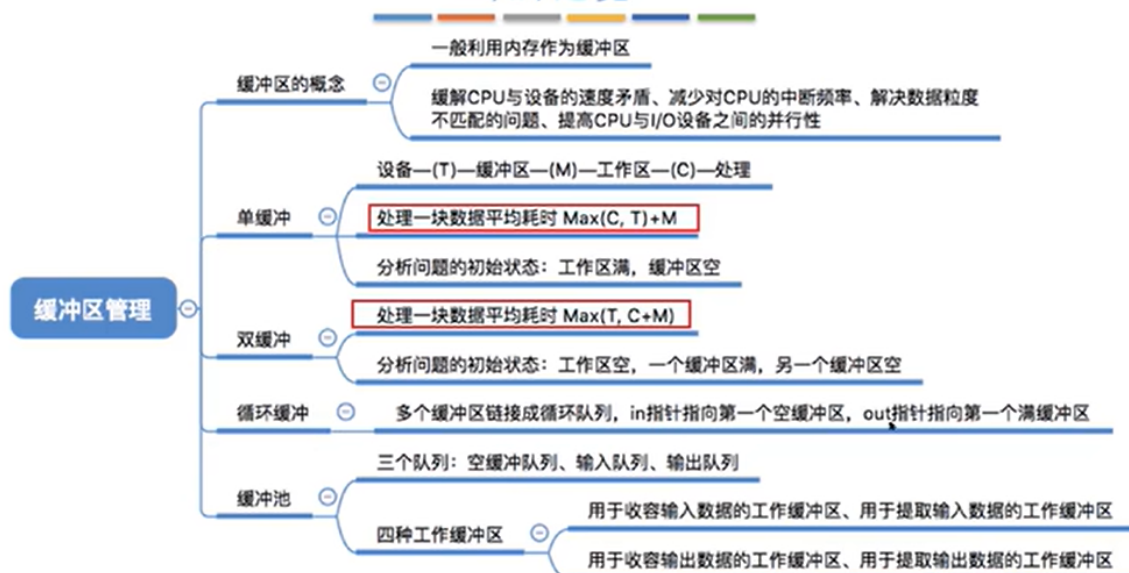 缓冲区管理
缓冲区的概念
一般利用内存作为缓冲区
缓解CPU与设备的速度矛盾、减少对CPU的中断频率、解决数据粒度
不匹配的问题、提高CPU与I/O设备之间的并行性
单缓冲
设备—(T)—缓冲区—(M)—工作区—(C)—处理
处理一块数据平均耗时 Max(C, T)+M
分析问题的初始状态：工作区满，缓冲区空
双缓冲
处理一块数据平均耗时 Max(T, C+M)
分析问题的初始状态：工作区空，一个缓冲区满，另一个缓冲区空
循环缓冲
多个缓冲区链接成循环队列，in指针指向第一个空缓冲区，out指针指向第一个满缓冲区
缓冲池
三个队列：空缓冲队列、输入队列、输出队列
四种工作缓冲区
用于收容输入数据的工作缓冲区、用于提取输入数据的工作缓冲区
用于收容输出数据的工作缓冲区、用于提取输出数据的工作缓冲区